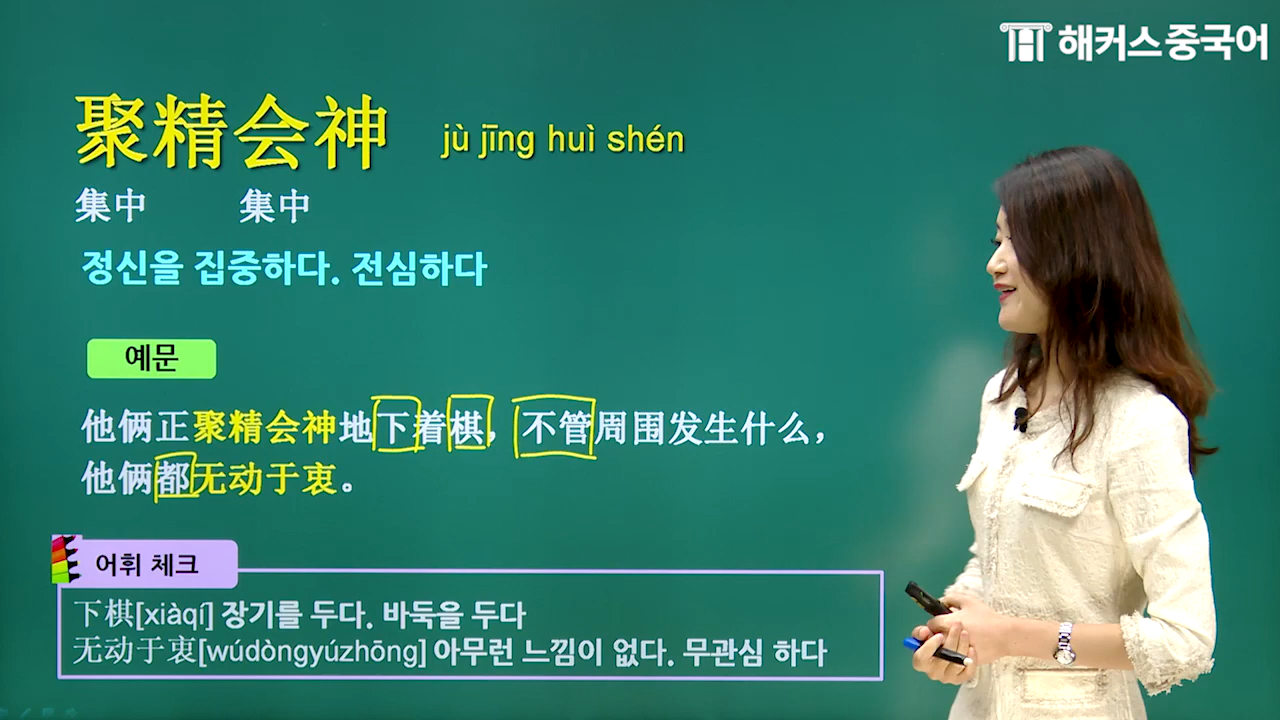 해커스중국어
聚精会神 jù jīng huì shén
集中 集中
정신을 집중하다. 전심하다
예문
他俩正聚精会神地下着棋，不管周围发生什么，
他俩都无动于衷。
어휘 체크
下棋[xiàqí] 장기를 두다. 바둑을 두다
无动于衷[wúdòngyúzhōng] 아무런 느낌이 없다. 무관심 하다